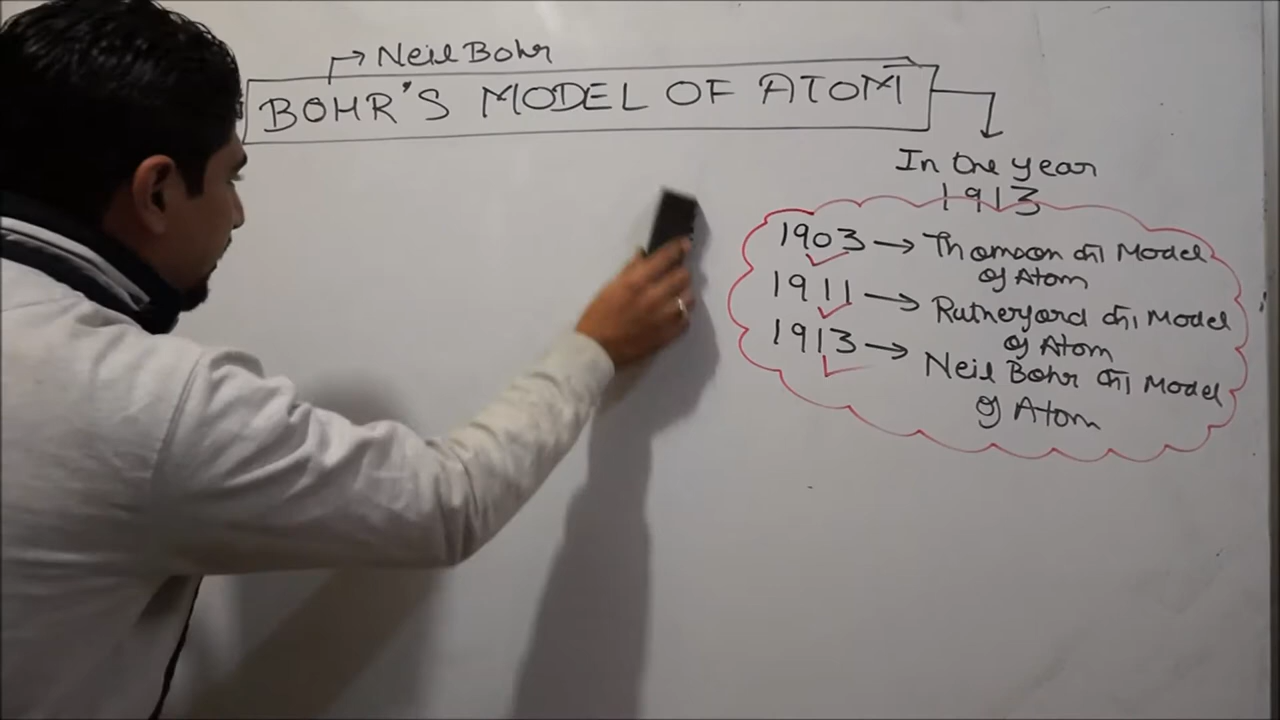 Neil Bohr
BOHR'S MODEL OF ATOM
In the year
1913
1903 → Thomson का Model
of Atom
1911 → Rutherford का Model
of Atom
1913 → Neil Bohr का Model
of Atom